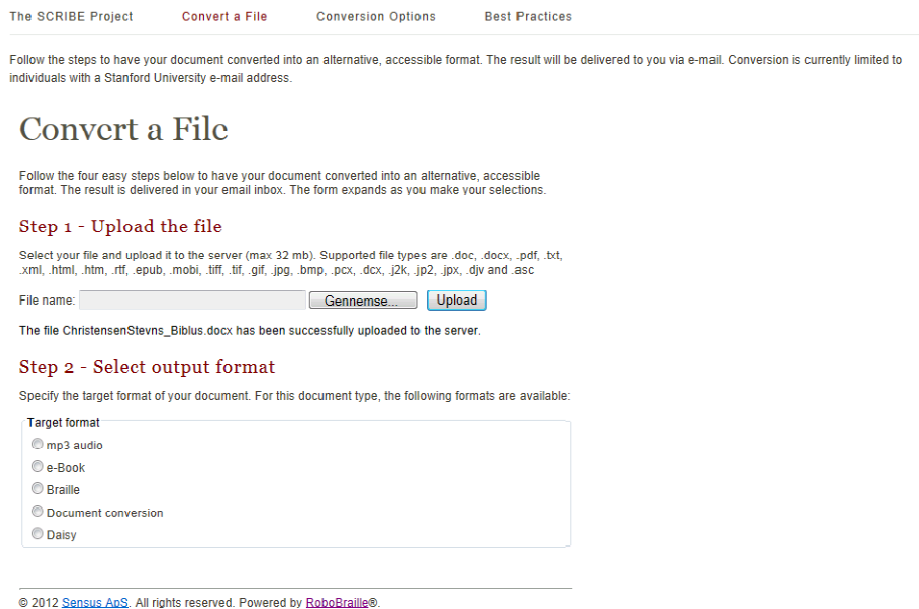 The SCRIBE Project Convert a File Conversion Options Best Practices
Follow the steps to have your document converted into an alternative, accessible format. The result will be delivered to you via e-mail. Conversion is currently limited to
individuals with a Stanford University e-mail address.
Convert a File
Follow the four easy steps below to have your document converted into an alternative, accessible
format. The result is delivered in your email inbox. The form expands as you make your selections.
Step 1 - Upload the file
Select your file and upload it to the server (max 32 mb). Supported file types are .doc, .docx, .pdf, .txt,
.xml, .html, .htm, .rtf, .epub, .mobi, .tiff, .tif, .gif, .jpg, .bmp, .pcx, .dcx, .j2k, .jp2, .jpx, .djv and .asc
File name: Gennemse... Upload
The file ChristensenStevns_Biblus.docx has been successfully uploaded to the server.
Step 2 - Select output format
Specify the target format of your document. For this document type, the following formats are available:
Target format
mp3 audio
e-Book
Braille
Document conversion
Daisy
© 2012 Sensus ApS. All rights reserved. Powered by RoboBraille®.